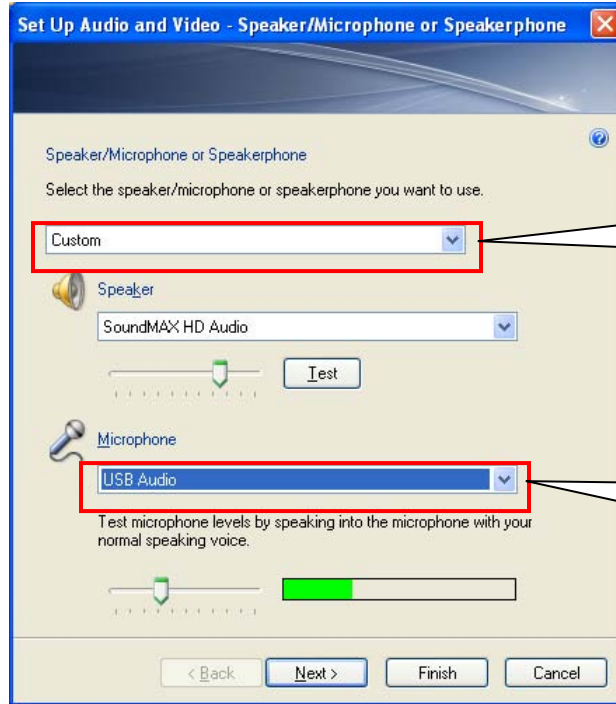 Set Up Audio and Video - Speaker/Microphone or Speakerphone
Speaker/Microphone or Speakerphone
Select the speaker/microphone or speakerphone you want to use.
Custom
Speaker
SoundMAX HD Audio
Test
Microphone
USB Audio
Test microphone levels by speaking into the microphone with your
normal speaking voice.
< Back Next > Finish Cancel